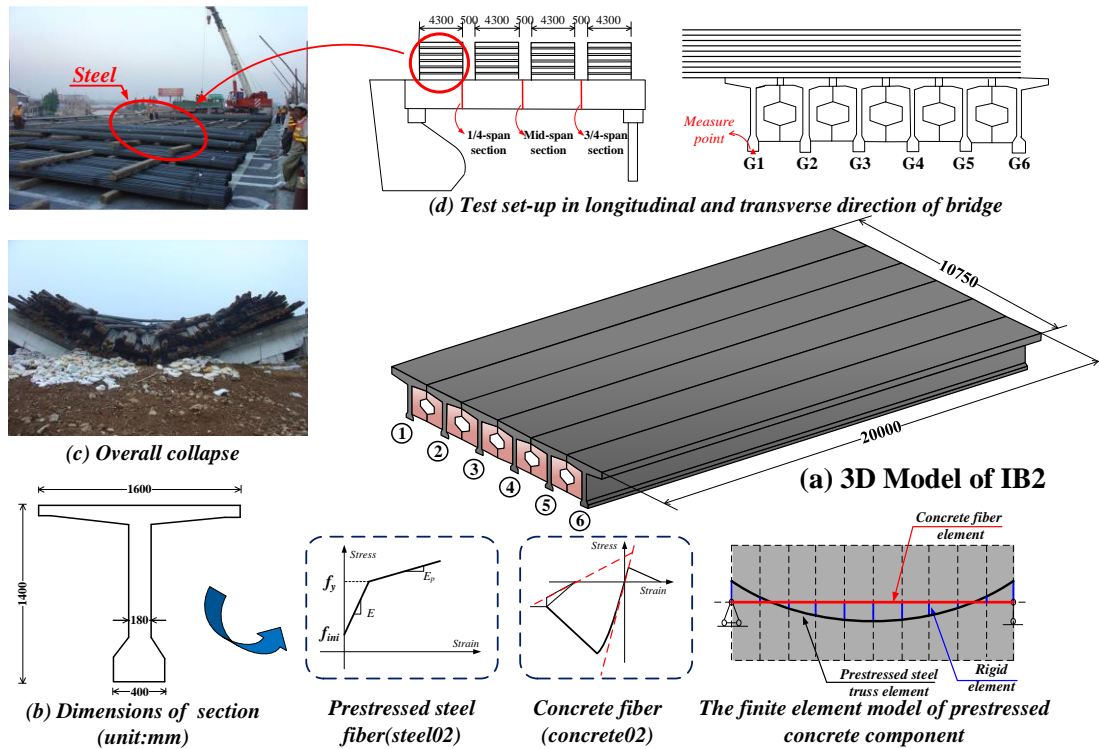 Steel
4300 500 4300 500 4300 500 4300
1/4-span section
Mid-span section
3/4-span section
Measure point
G1 G2 G3 G4 G5 G6
(d) Test set-up in longitudinal and transverse direction of bridge
(c) Overall collapse
10750
20000
1 2 3 4 5 6
(a) 3D Model of IB2
1600
1400
180
400
(b) Dimensions of section
(unit:mm)
Stress
f_y
E_p
E
f_ini
Strain
Prestressed steel
fiber(steel02)
Stress
Strain
Concrete fiber
(concrete02)
Concrete fiber
element
Prestressed steel
truss element
Rigid
element
The finite element model of prestressed
concrete component